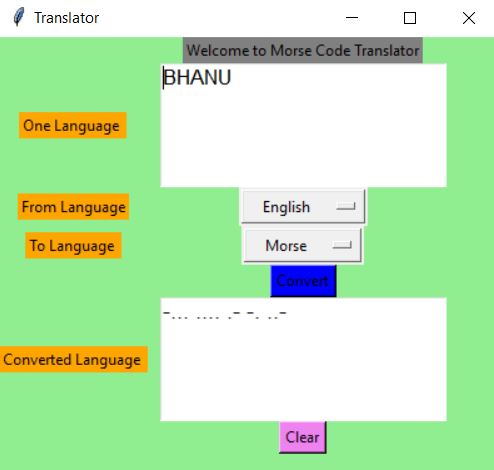 Translator
Welcome to Morse Code Translator
BHANU
One Language
From Language
English
To Language
Morse
Convert
-... .... .- -. ..-
Converted Language
Clear